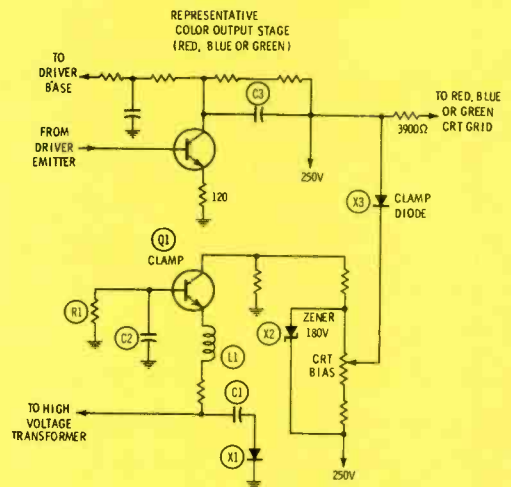 REPRESENTATIVE
COLOR OUTPUT STAGE
(RED, BLUE OR GREEN)
TO
DRIVER
BASE
C3
TO RED, BLUE
OR GREEN
CRT GRID
3900Ω
FROM
DRIVER
EMITTER
250V
120
X3
CLAMP
DIODE
Q1
CLAMP
R1
C2
L1
X2
ZENER
180V
CRT
BIAS
C1
TO HIGH
VOLTAGE
TRANSFORMER
X1
250V